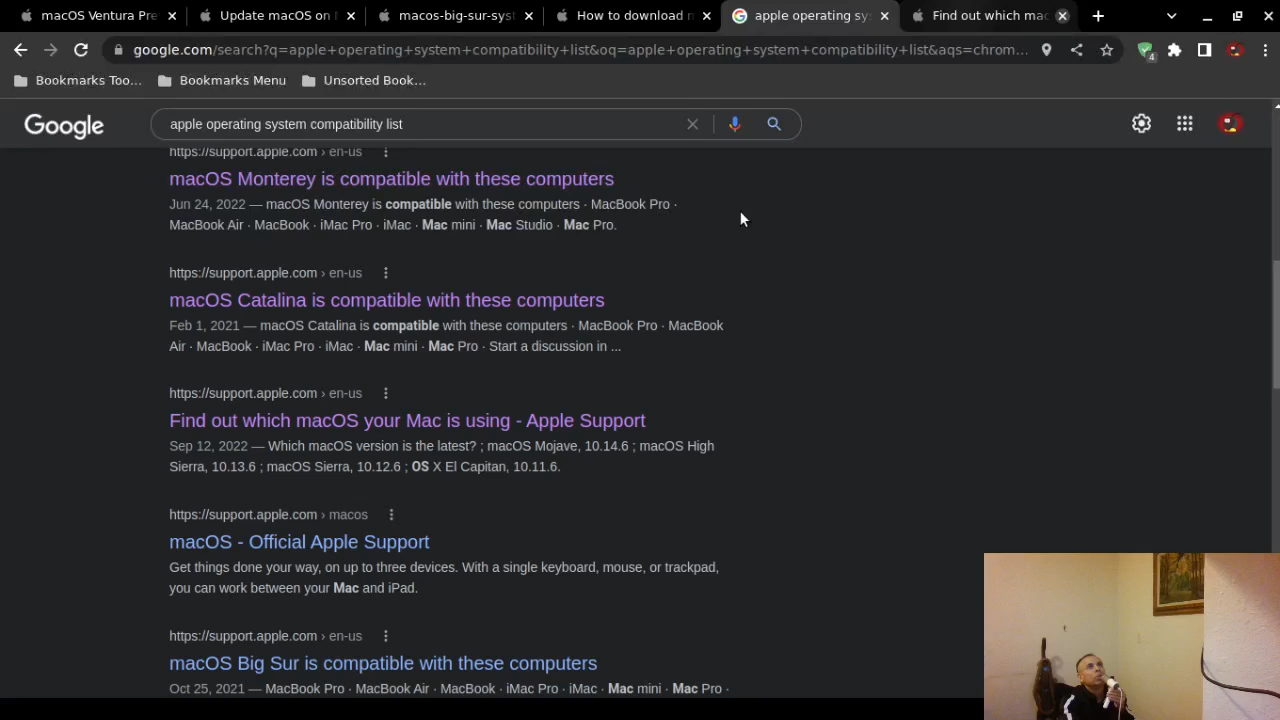 macOS Ventura Pre
Update macOS on
macos-big-sur-sys
How to download
apple operating sy
Find out which mac
google.com/search?q=apple+operating+system+compatibility+list&oq=apple+operating+system+compatibility+list&aqs=chrom...
4
Bookmarks Too...
Bookmarks Menu
Unsorted Book...
Google
apple operating system compatibility list
https://support.apple.com › en-us
macOS Monterey is compatible with these computers
Jun 24, 2022 — macOS Monterey is compatible with these computers · MacBook Pro ·
MacBook Air · MacBook · iMac Pro · iMac · Mac mini · Mac Studio · Mac Pro.
https://support.apple.com › en-us
macOS Catalina is compatible with these computers
Feb 1, 2021 — macOS Catalina is compatible with these computers · MacBook Pro · MacBook
Air · MacBook · iMac Pro · iMac · Mac mini · Mac Pro · Start a discussion in ...
https://support.apple.com › en-us
Find out which macOS your Mac is using - Apple Support
Sep 12, 2022 — Which macOS version is the latest? ; macOS Mojave, 10.14.6 ; macOS High
Sierra, 10.13.6 ; macOS Sierra, 10.12.6 ; OS X El Capitan, 10.11.6.
https://support.apple.com › macos
macOS - Official Apple Support
Get things done your way, on up to three devices. With a single keyboard, mouse, or trackpad,
you can work between your Mac and iPad.
https://support.apple.com › en-us
macOS Big Sur is compatible with these computers
Oct 25, 2021 — MacBook Pro · MacBook Air · MacBook · iMac Pro · iMac · Mac mini · Mac Pro ·